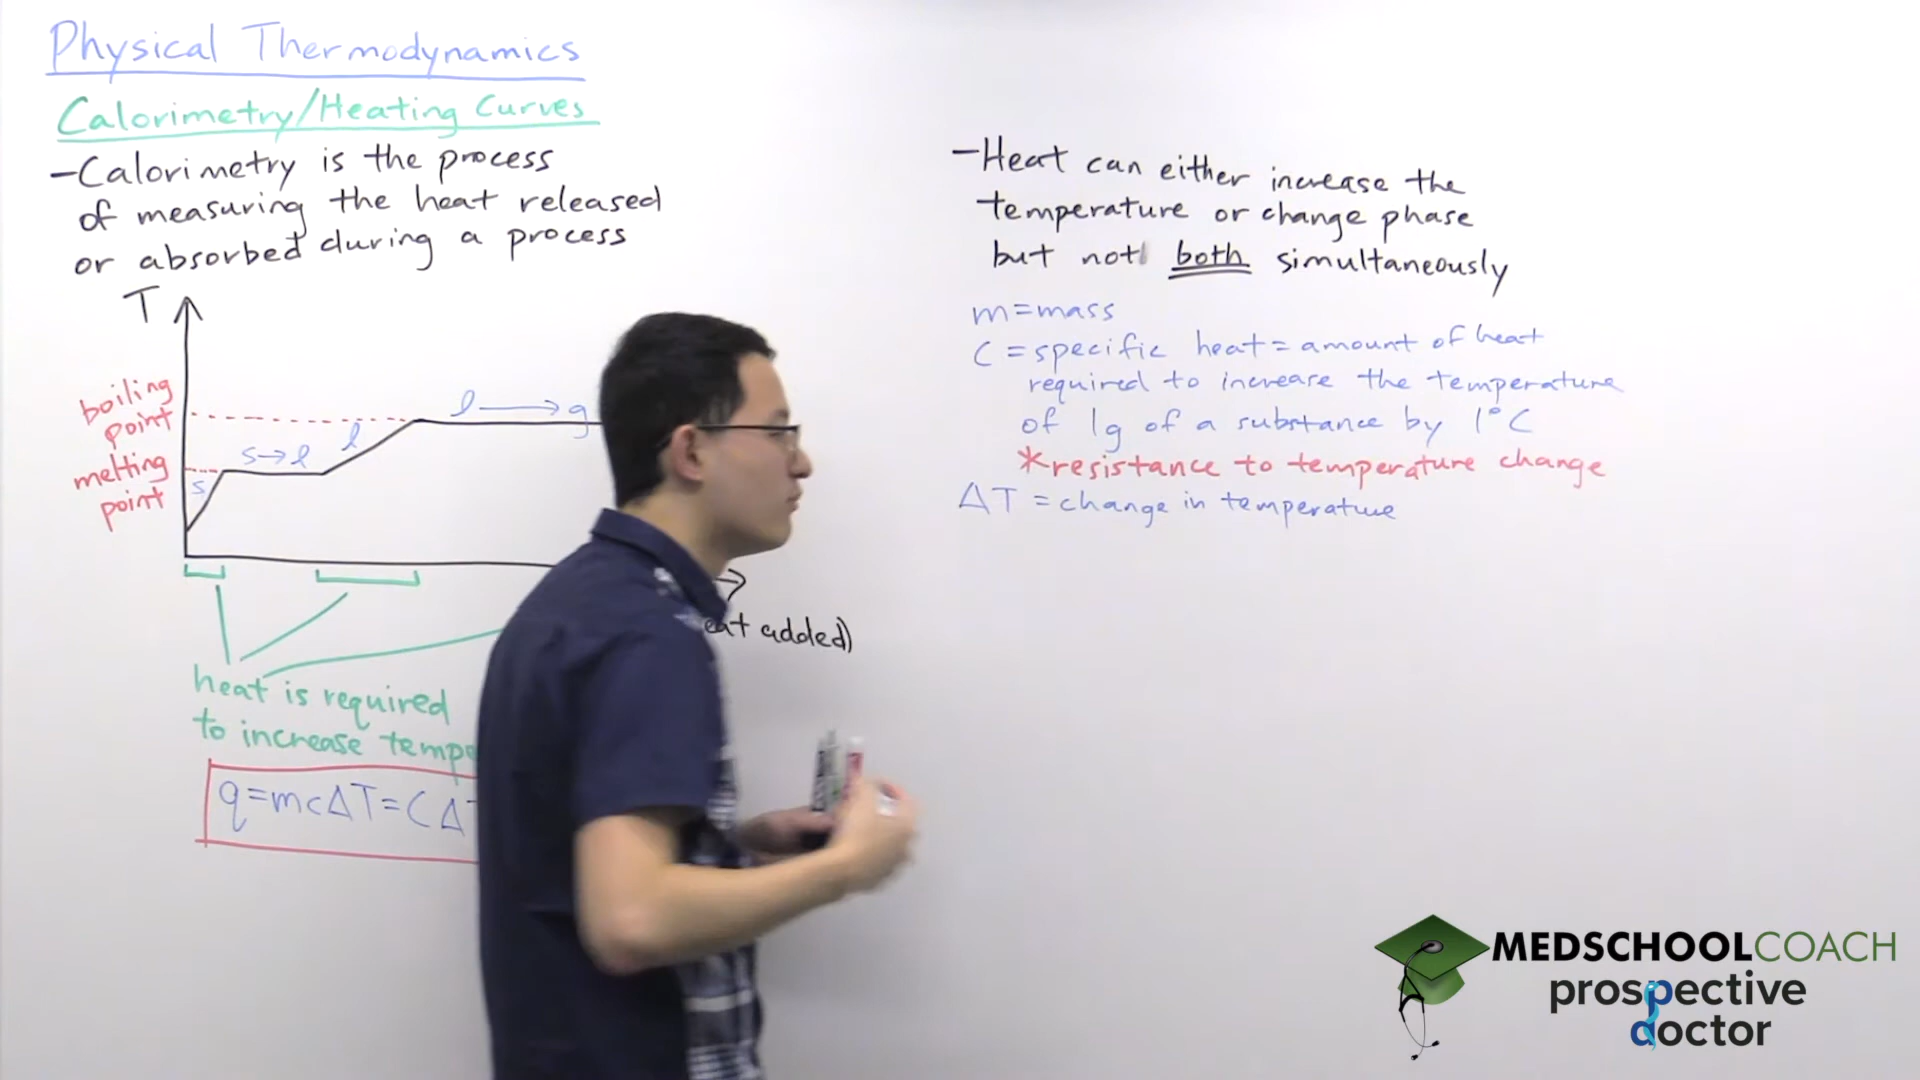 Physical Thermodynamics
Calorimetry/Heating Curves
-Calorimetry is the process
of measuring the heat released
or absorbed during a process
T
boiling
point
melting
point
s
s→l
l
l→g
added)
heat is required
to increase
q=mcΔT=CΔ
-Heat can either increase the
temperature or change phase
but not both simultaneously
m=mass
C=specific heat=amount of heat
required to increase the temperature
of 1g of a substance by 1°C
*resistance to temperature change
ΔT=change in temperature
MEDSCHOOLCOACH
prospective
doctor